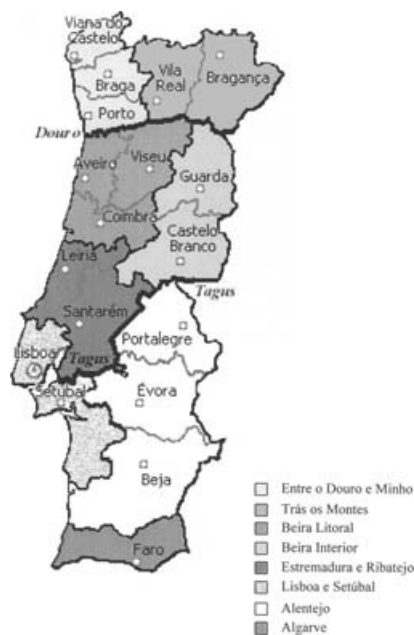 Viana do
Castelo
Braga
Vila
Real
Bragança
Porto
Douro
Aveiro
Viseu
Guarda
Coimbra
Castelo
Branco
Leiria
Tagus
Santarém
Portalegre
Lisboa
Tagus
Setúbal
Évora
Beja
Faro
Entre o Douro e Minho
Trás os Montes
Beira Litoral
Beira Interior
Estremadura e Ribatejo
Lisboa e Setúbal
Alentejo
Algarve